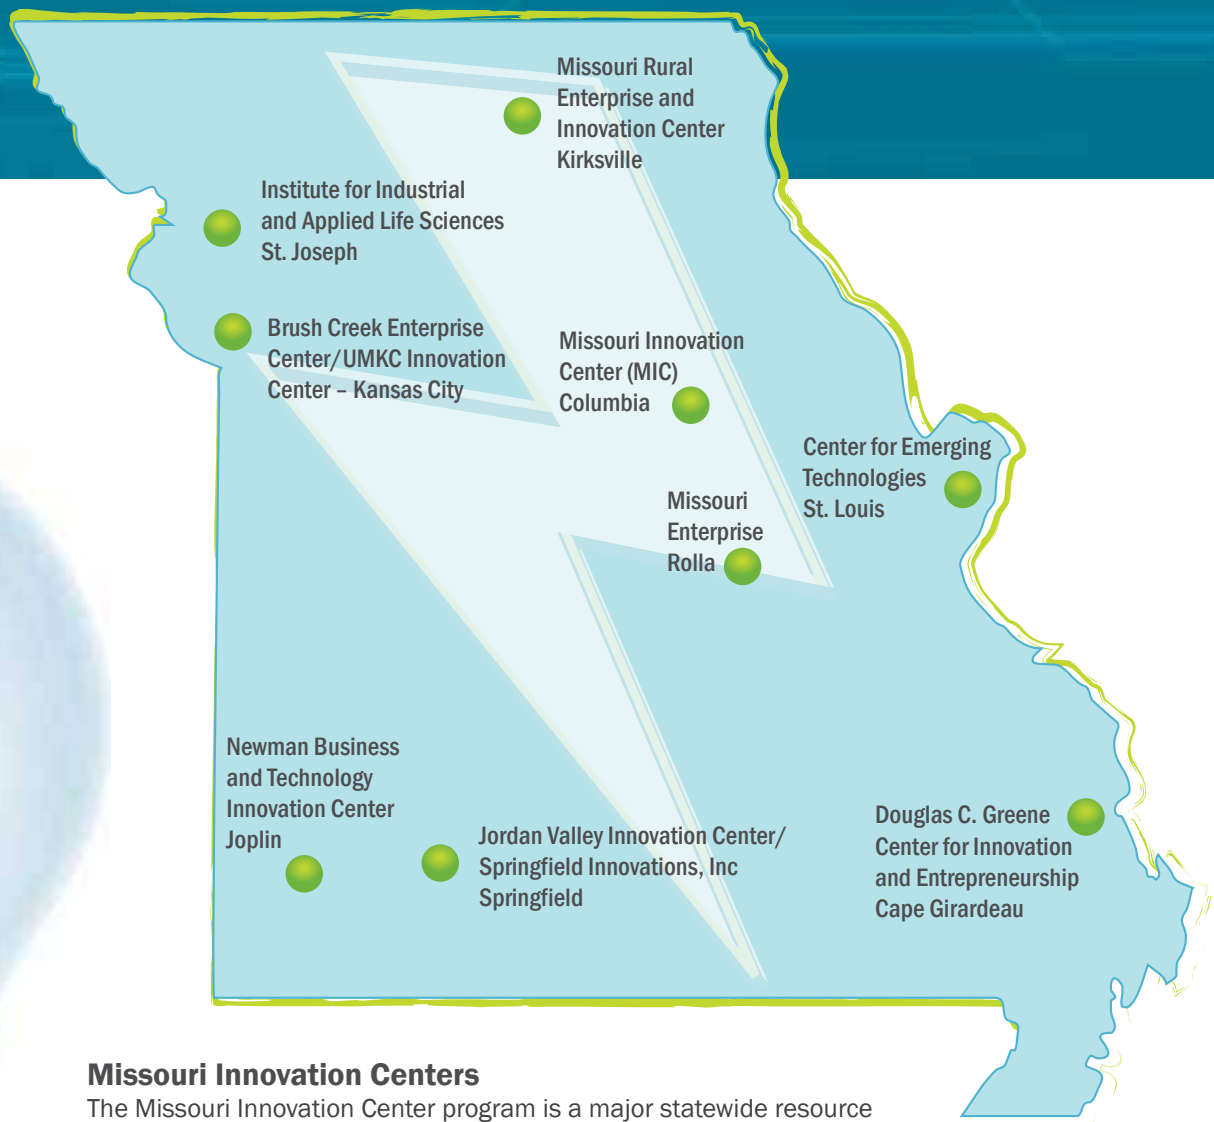 Missouri Rural
Enterprise and
Innovation Center
Kirksville
Institute for Industrial
and Applied Life Sciences
St. Joseph
Brush Creek Enterprise
Center/UMKC Innovation
Center – Kansas City
Missouri Innovation
Center (MIC)
Columbia
Center for Emerging
Technologies
St. Louis
Missouri
Enterprise
Rolla
Newman Business
and Technology
Innovation Center
Joplin
Jordan Valley Innovation Center/
Springfield Innovations, Inc
Springfield
Douglas C. Greene
Center for Innovation
and Entrepreneurship
Cape Girardeau
Missouri Innovation Centers
The Missouri Innovation Center program is a major statewide resource